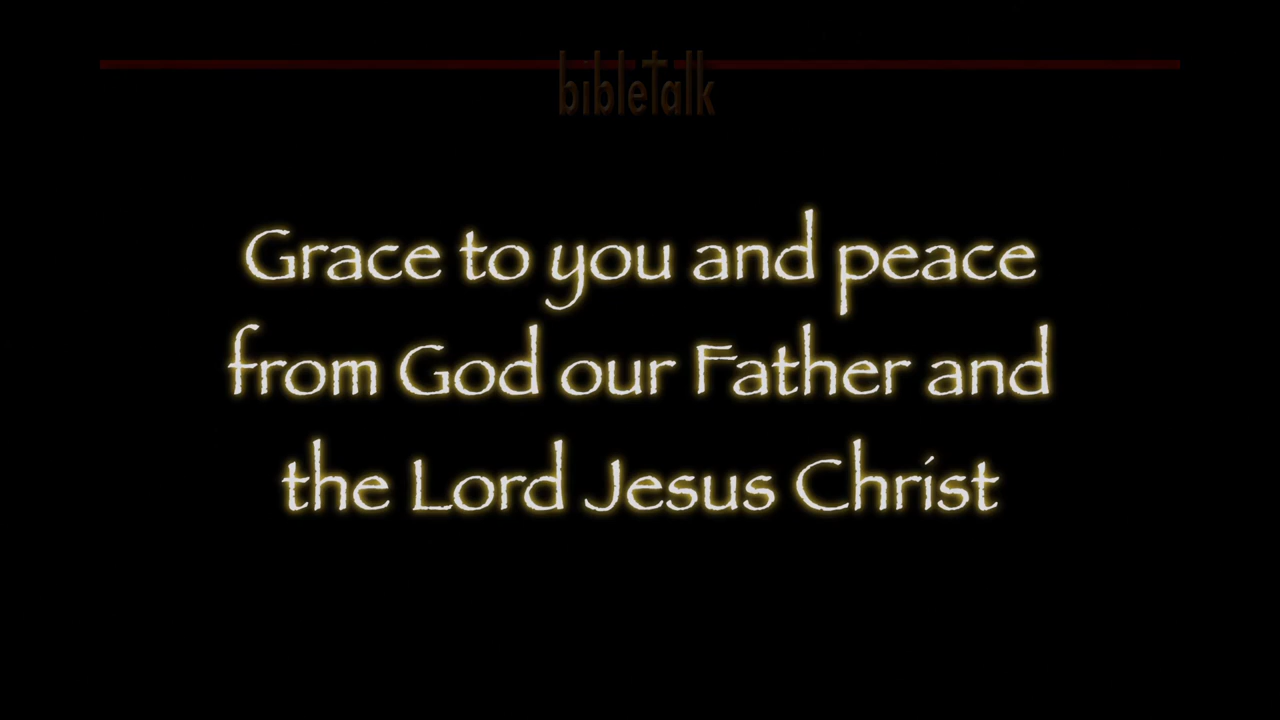 bibletalk
Grace to you and peace
from God our Father and
the Lord Jesus Christ